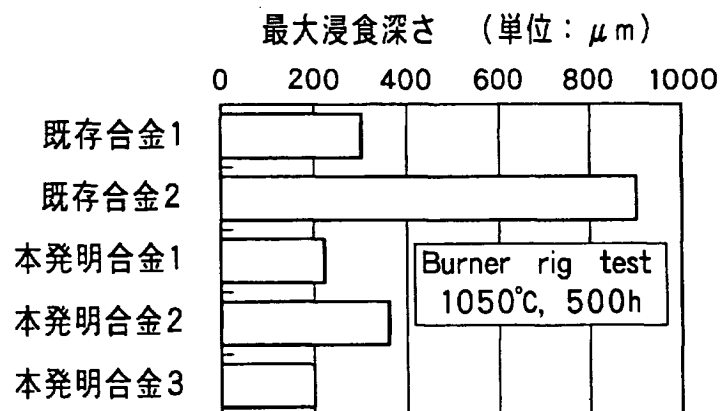 最大浸食深さ (単位：μm)
0 200 400 600 800 1000
既存合金1
既存合金2
本発明合金1
Burner rig test
1050℃, 500h
本発明合金2
本発明合金3